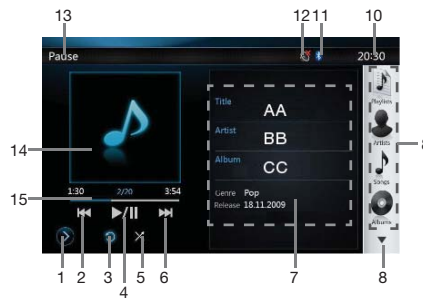 13
12 11
10
Pause
20:30
Playlists
Title
AA
Artist
BB
Artists
Album
CC
14
15
1:30 2/20 3:54
Genre Pop
Release 18.11.2009
Songs
Albums
1 2 3 4 5 6 7 8